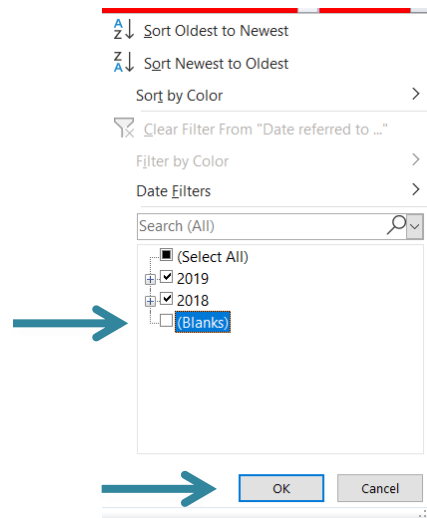 Sort Oldest to Newest
Sort Newest to Oldest
Sort by Color
Clear Filter From "Date referred to ..."
Filter by Color
Date Filters
Search (All)
(Select All)
2019
2018
(Blanks)
OK Cancel